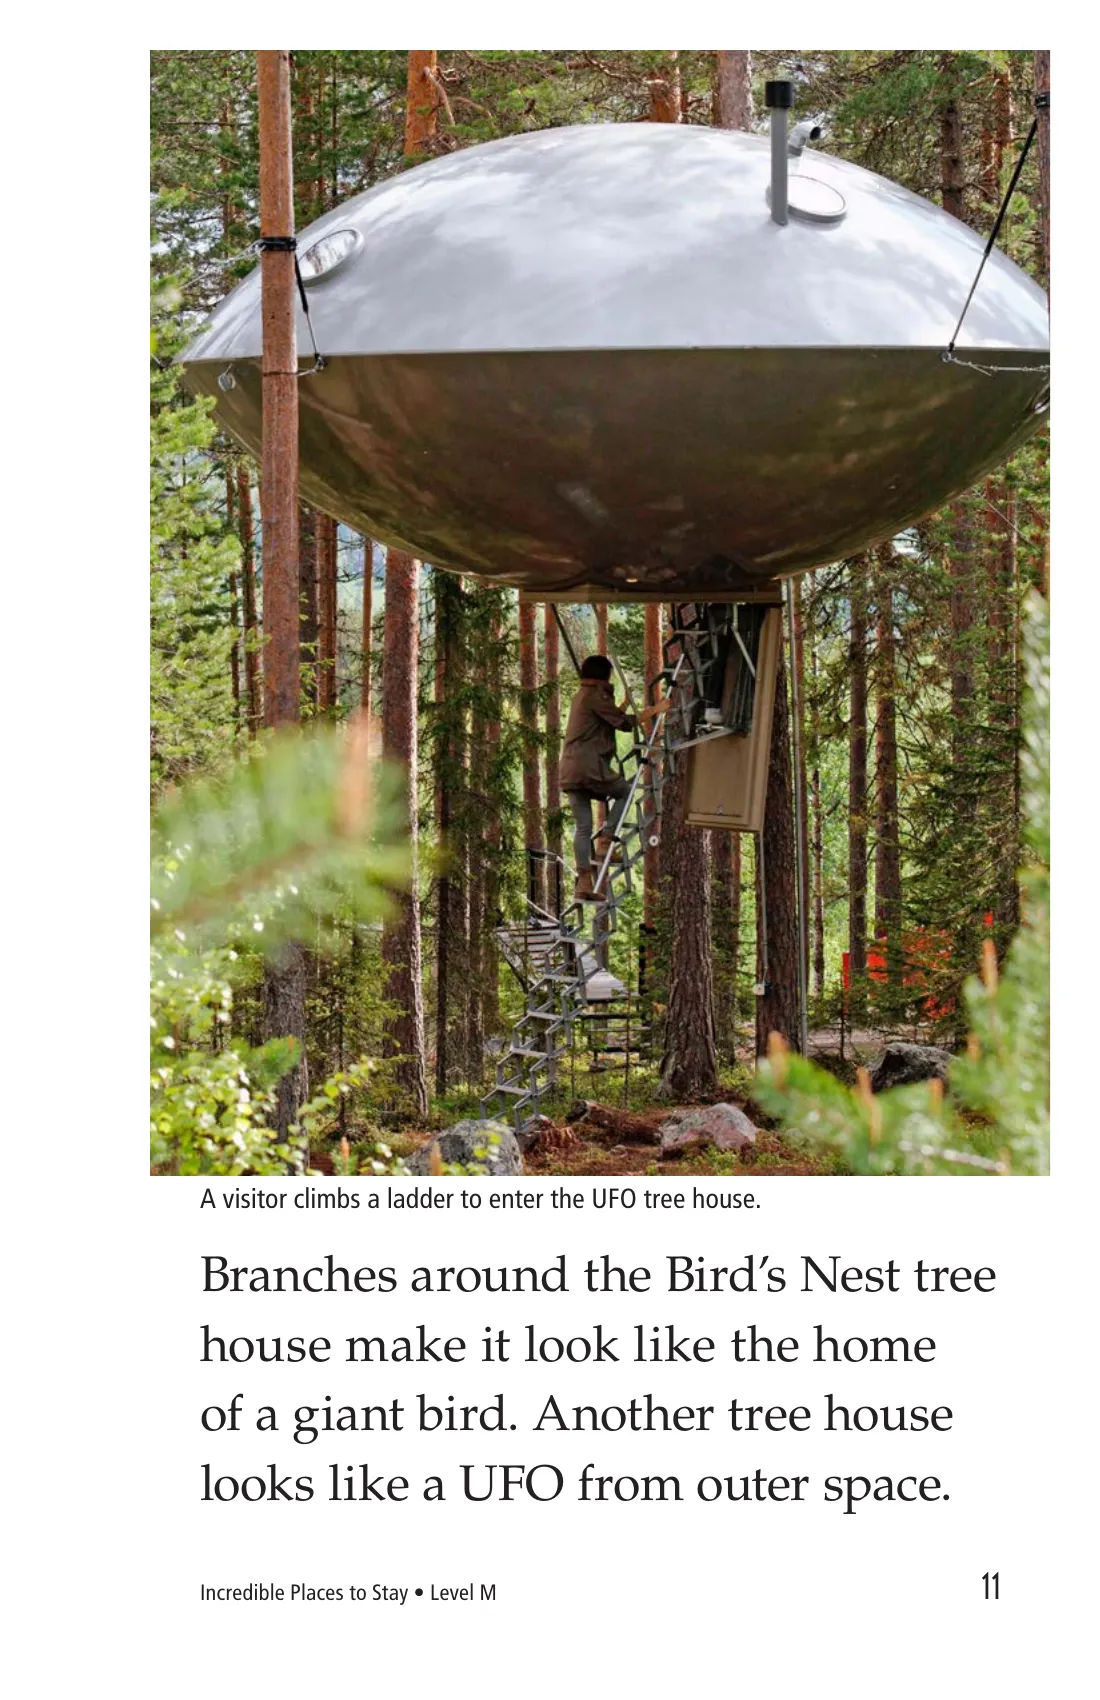 A visitor climbs a ladder to enter the UFO tree house.
Branches around the Bird’s Nest tree
house make it look like the home
of a giant bird. Another tree house
looks like a UFO from outer space.
Incredible Places to Stay • Level M
11